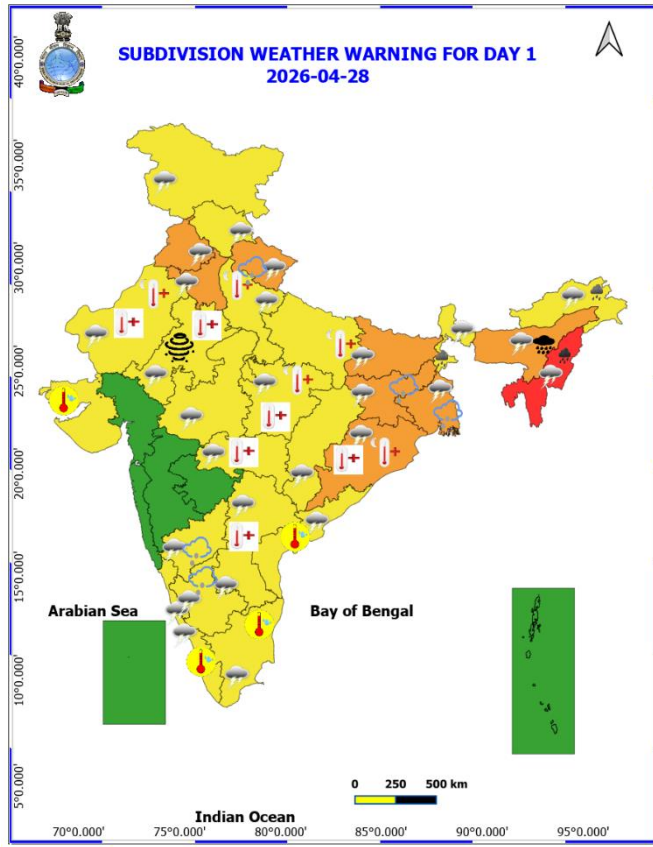 SUBDIVISION WEATHER WARNING FOR DAY 1
2026-04-28
40°0.000'
35°0.000'
30°0.000'
25°0.000'
20°0.000'
15°0.000'
10°0.000'
5°0.000'
Arabian Sea
Bay of Bengal
0 250 500 km
Indian Ocean
70°0.000' 75°0.000' 80°0.000' 85°0.000' 90°0.000' 95°0.000'